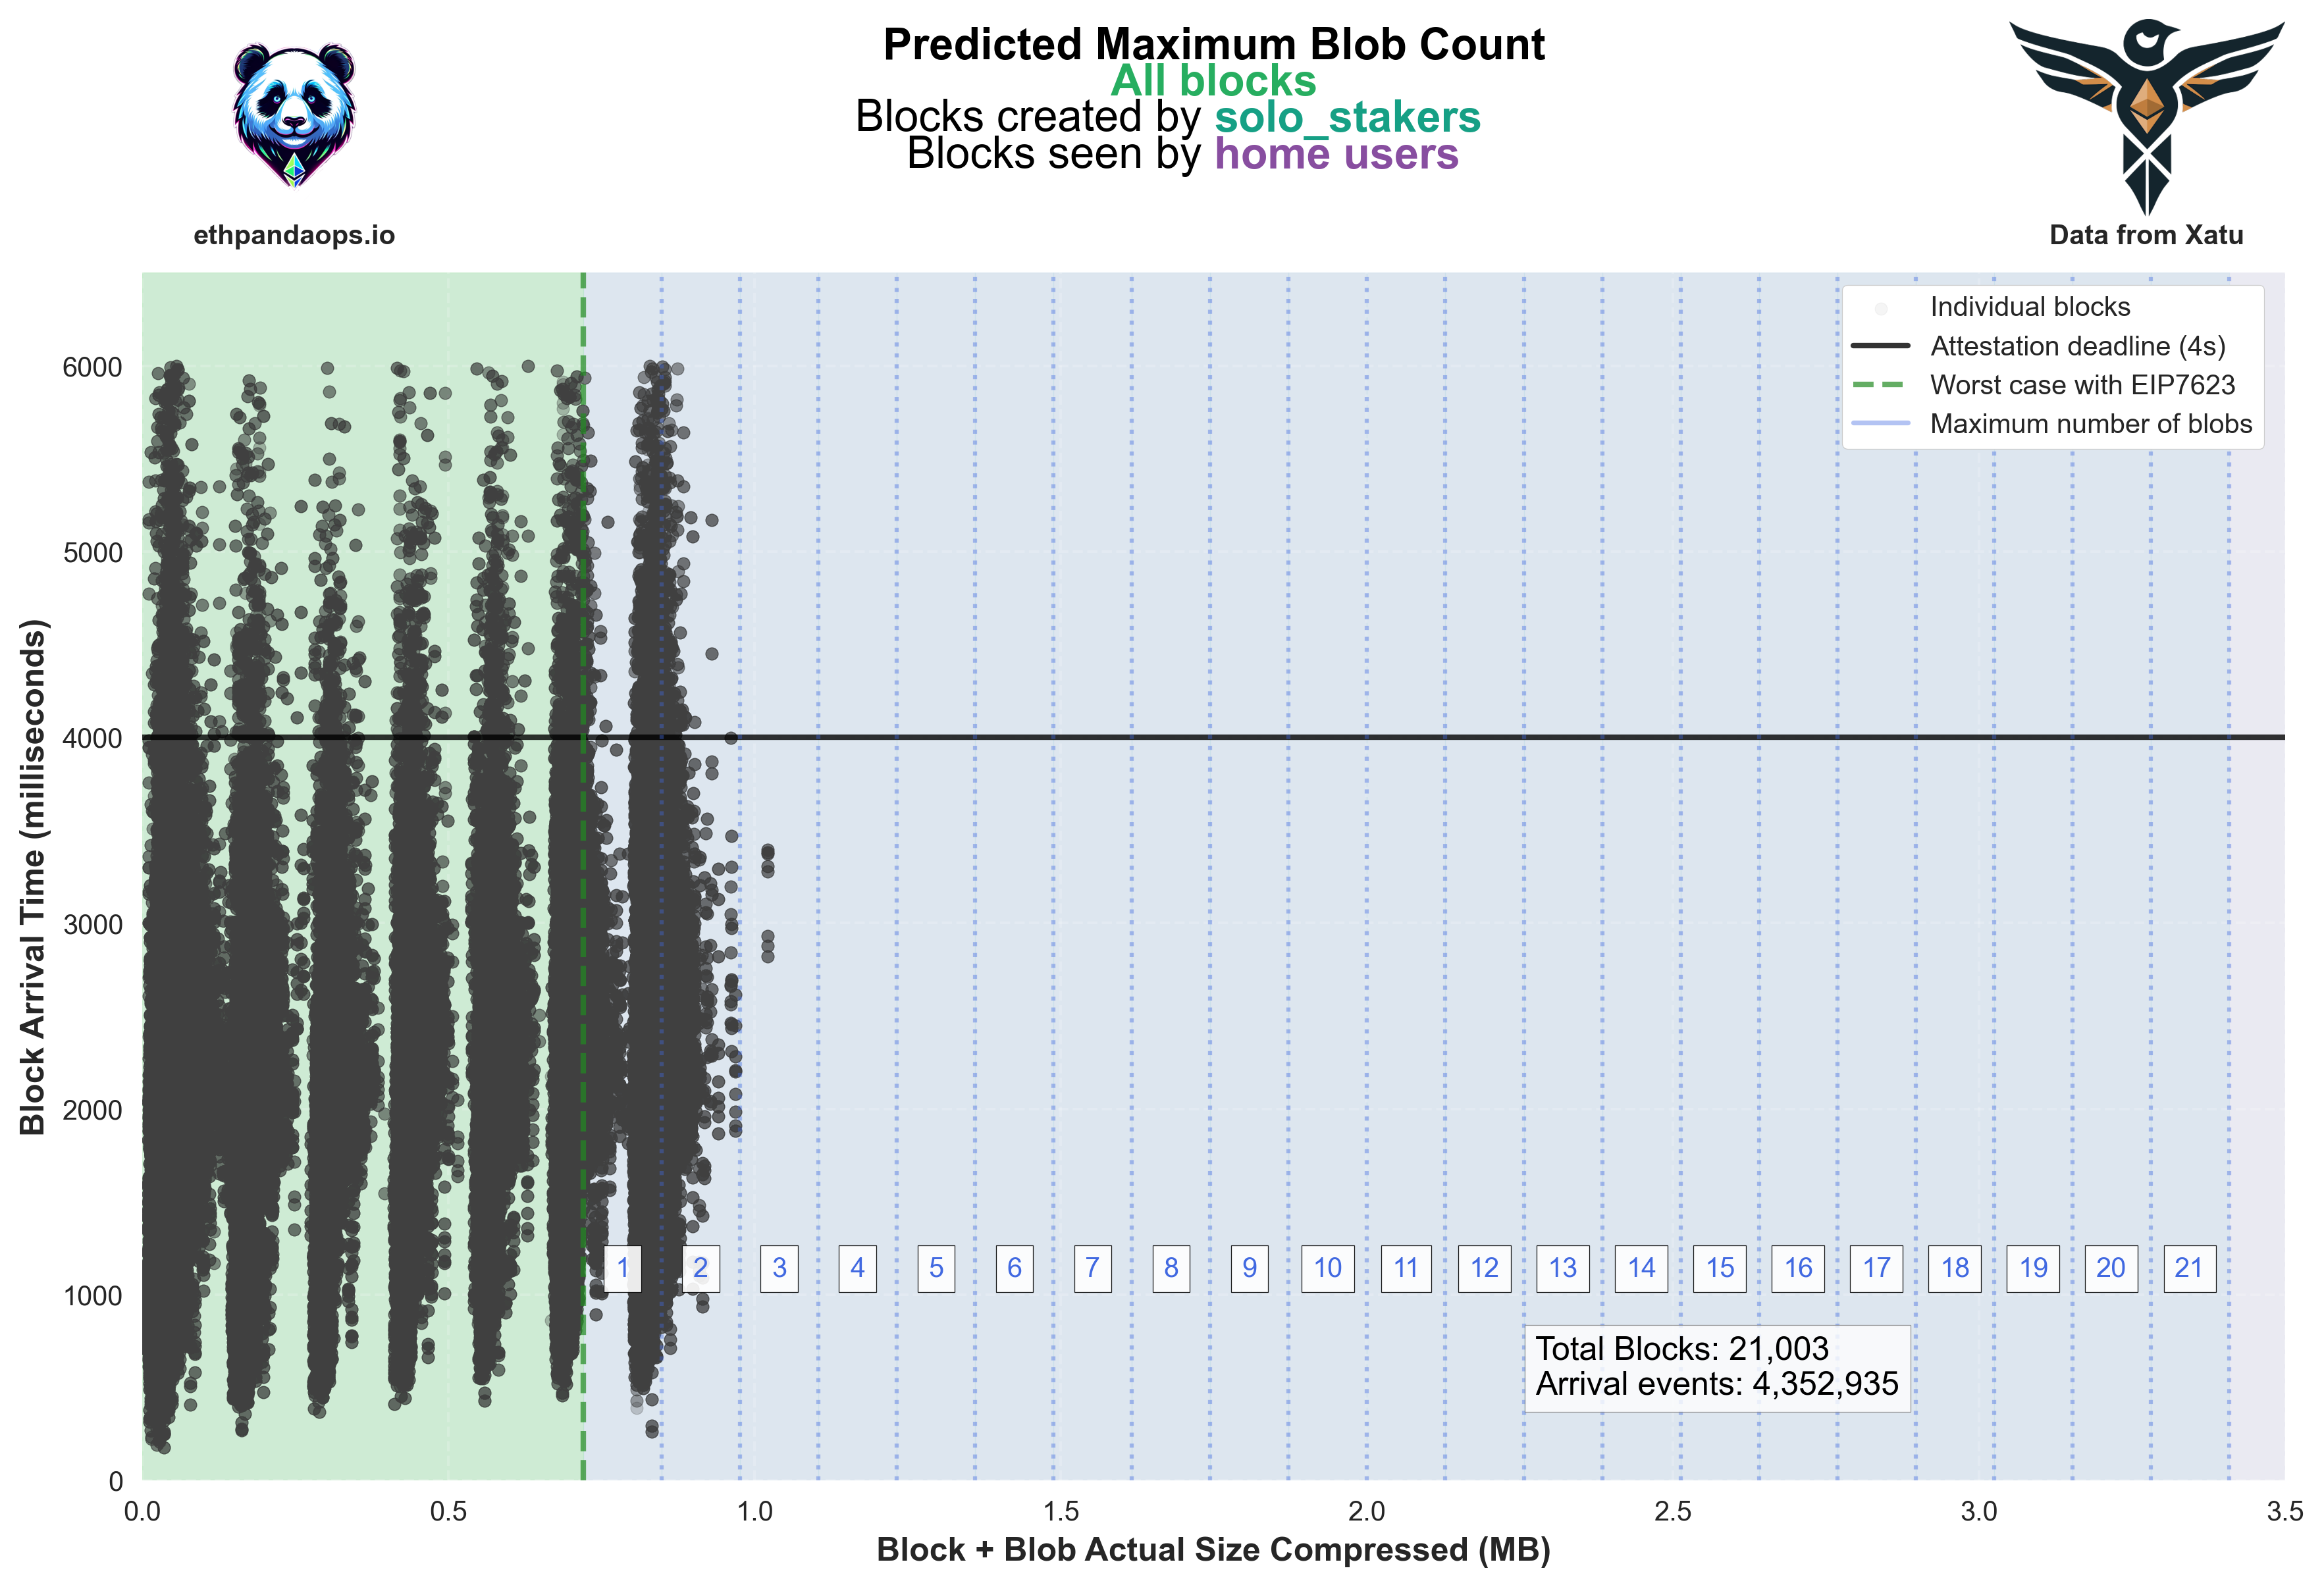 Predicted Maximum Blob Count
All blocks
Blocks created by solo_stakers
Blocks seen by home users
ethpandaops.io
Data from Xatu
Individual blocks
Attestation deadline (4s)
Worst case with EIP7623
Maximum number of blobs
Block Arrival Time (milliseconds)
6000
5000
4000
3000
2000
1000
0
1 2 3 4 5 6 7 8 9 10 11 12 13 14 15 16 17 18 19 20 21
Total Blocks: 21,003
Arrival events: 4,352,935
0.0 0.5 1.0 1.5 2.0 2.5 3.0 3.5
Block + Blob Actual Size Compressed (MB)